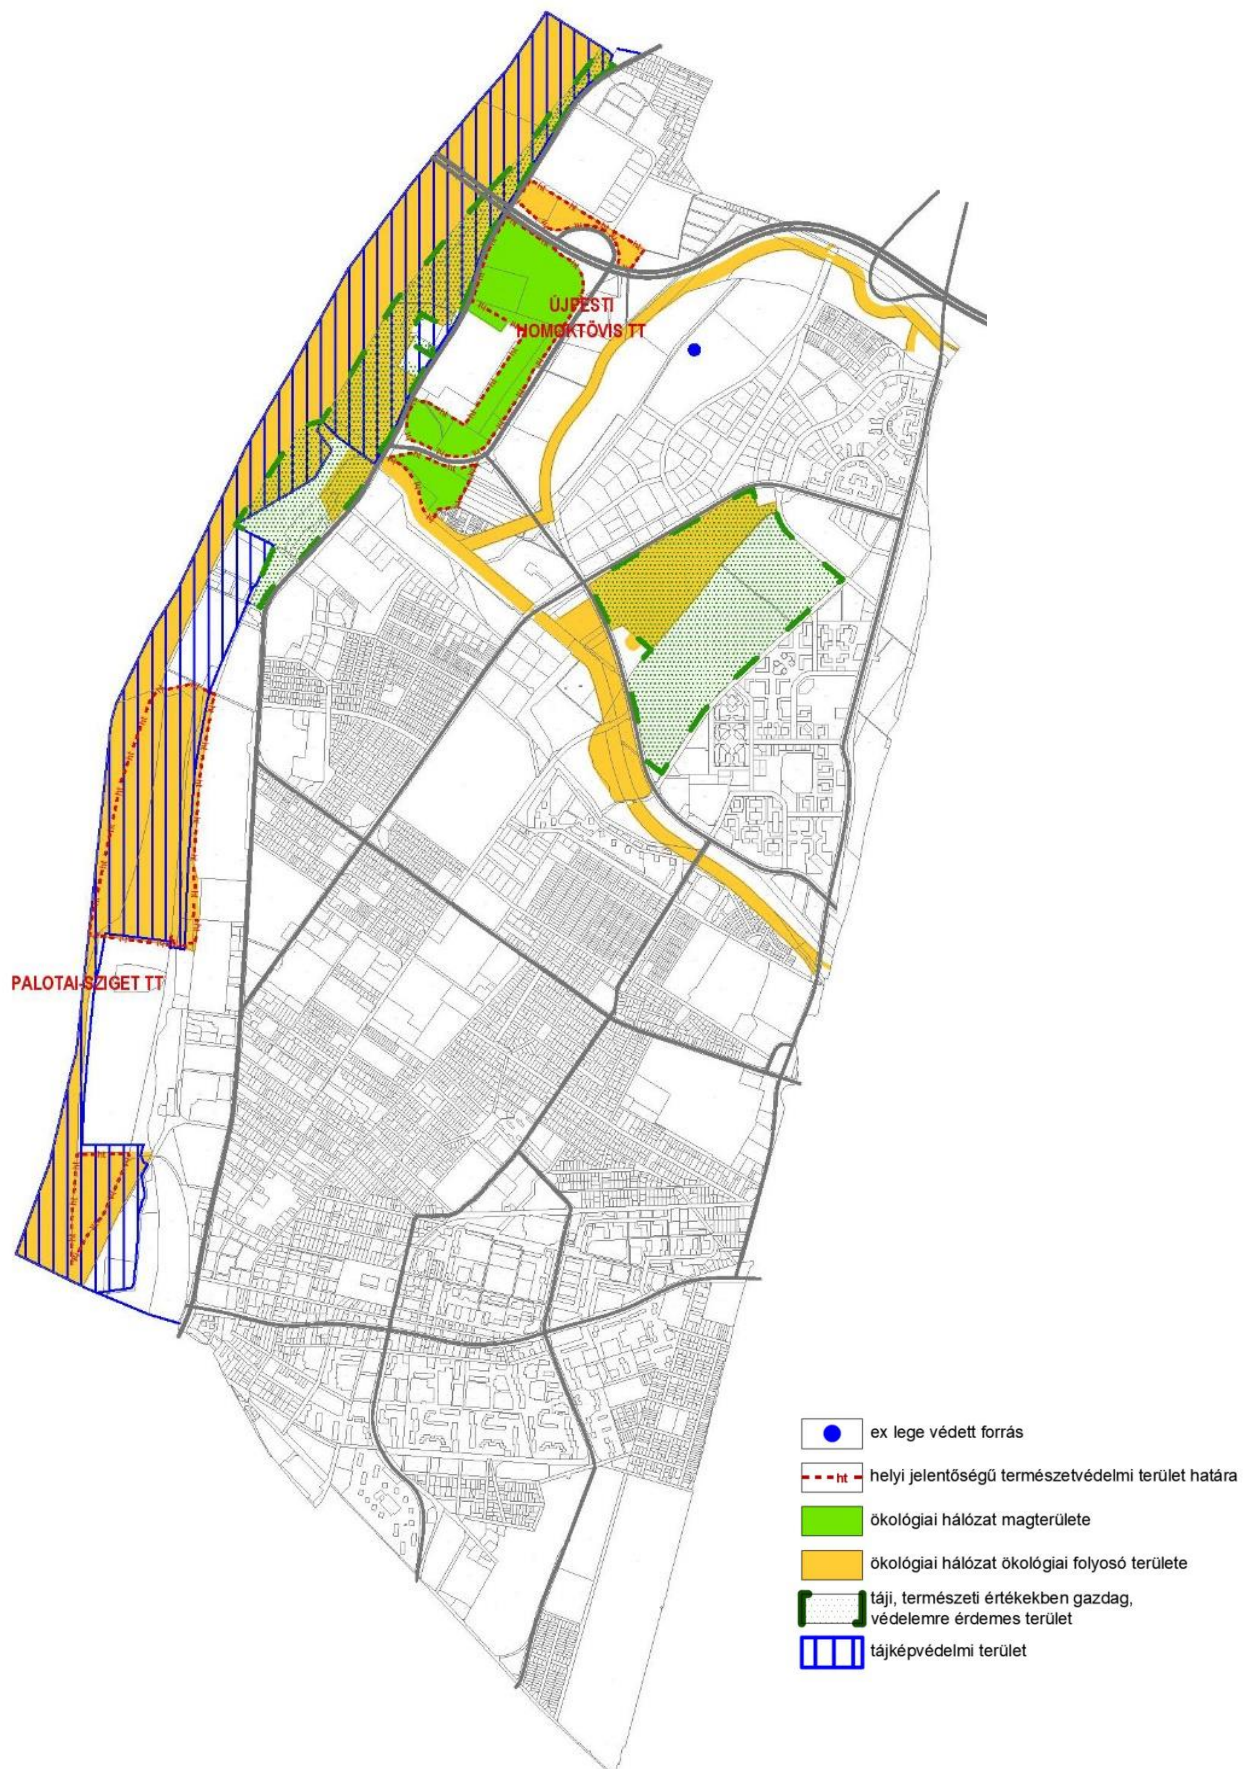 ÚJPESTI
HOMOKTÖVIS TT
PALOTAI-SZIGET TT
ex lege védett forrás
ht
helyi jelentőségű természetvédelmi terület határa
ökológiai hálózat magterülete
ökológiai hálózat ökológiai folyosó területe
táji, természeti értékekben gazdag,
védelemre érdemes terület
tájképvédelmi terület